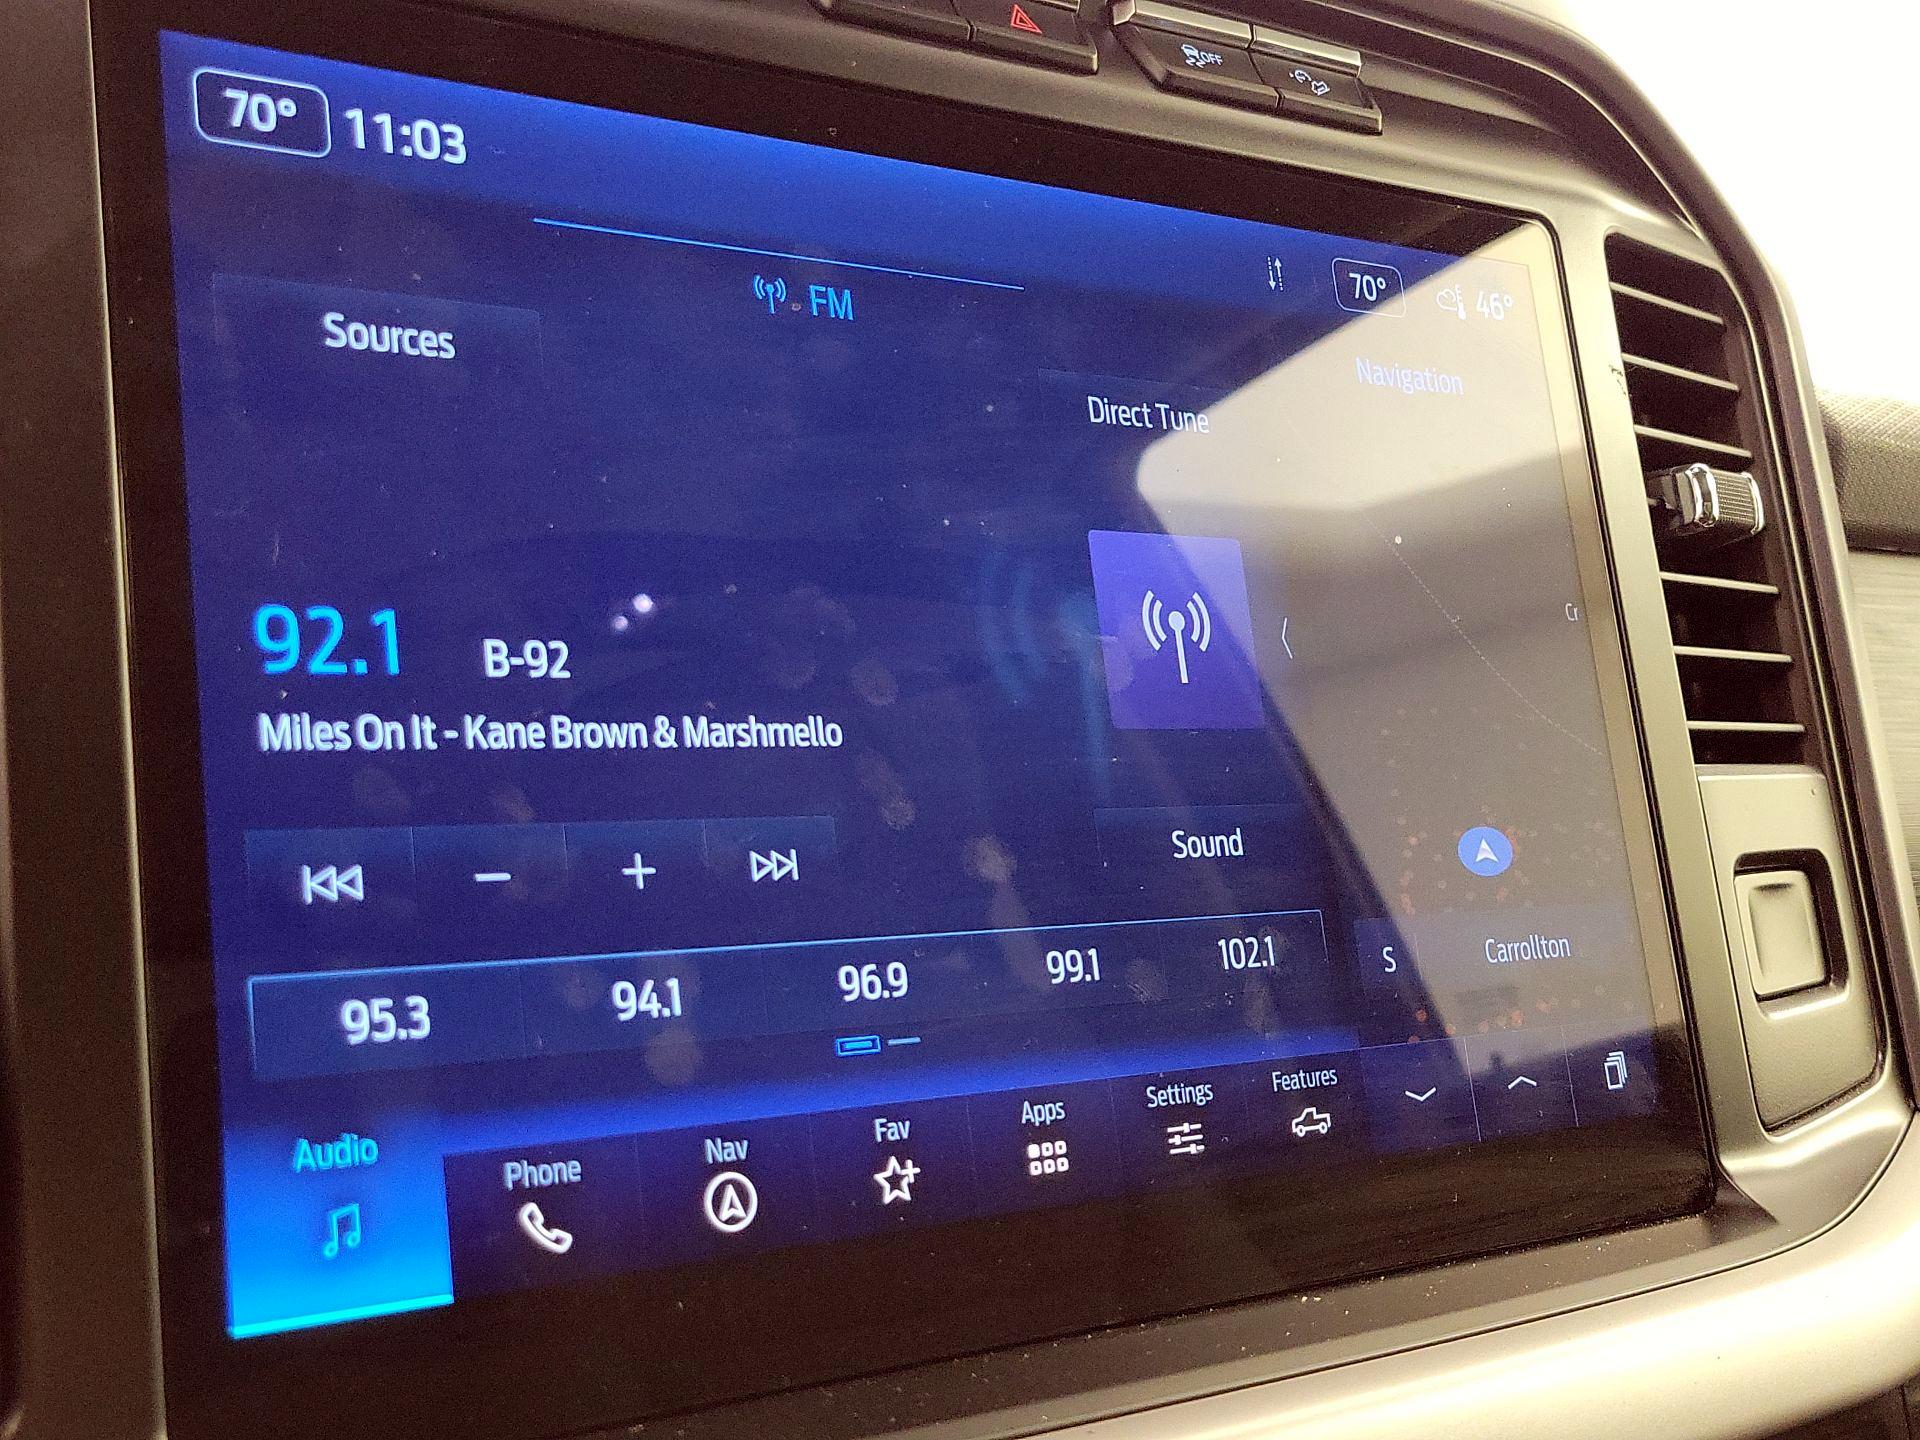 OFF
70° 11:03
70° 46°
FM
Sources
Navigation
Direct Tune
Cr
92.1 B-92
Miles On It - Kane Brown & Marshmello
Sound
95.3 94.1 96.9 99.1 102.1
S Carrollton
Audio Phone Nav Fav Apps Settings Features